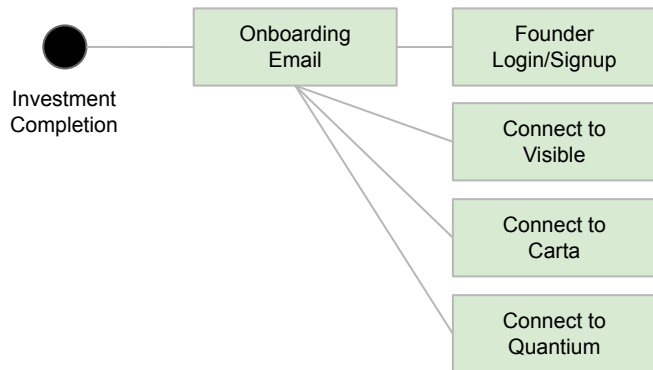 Investment
Completion
Onboarding
Email
Founder
Login/Signup
Connect to
Visible
Connect to
Carta
Connect to
Quantium